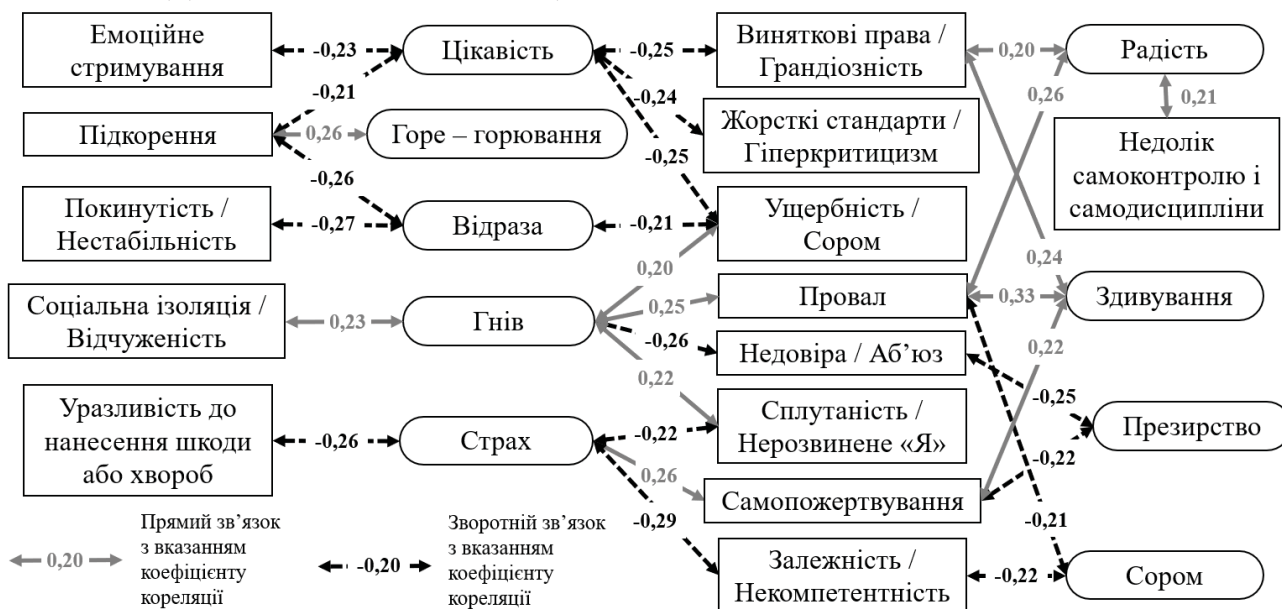 Емоційне
стримування
-0,23
Цікавість
-0,25
Виняткові права /
Грандіозність
0,20
Радість
-0,21
-0,24
0,26
0,21
Підкорення
0,26
Горе – горювання
Жорсткі стандарти /
Гіперкритицизм
Недолік
самоконтролю і
самодисципліни
-0,25
-0,26
Покинутість /
Нестабільність
-0,27
Відраза
-0,21
Ущербність /
Сором
0,24
0,20
Соціальна ізоляція /
Відчуженість
0,23
Гнів
0,25
Провал
0,33
Здивування
-0,26
Недовіра / Аб’юз
0,22
0,22
-0,25
Уразливість до
нанесення шкоди
або хвороб
-0,26
Страх
-0,22
Сплутаність /
Нерозвинене «Я»
Презирство
-0,22
0,26
Самопожертвування
-0,29
-0,21
Залежність /
Некомпетентність
-0,22
Сором
0,20
Прямий зв’язок
з вказанням
коефіцієнту
кореляції
-0,20
Зворотній зв’язок
з вказанням
коефіцієнту
кореляції